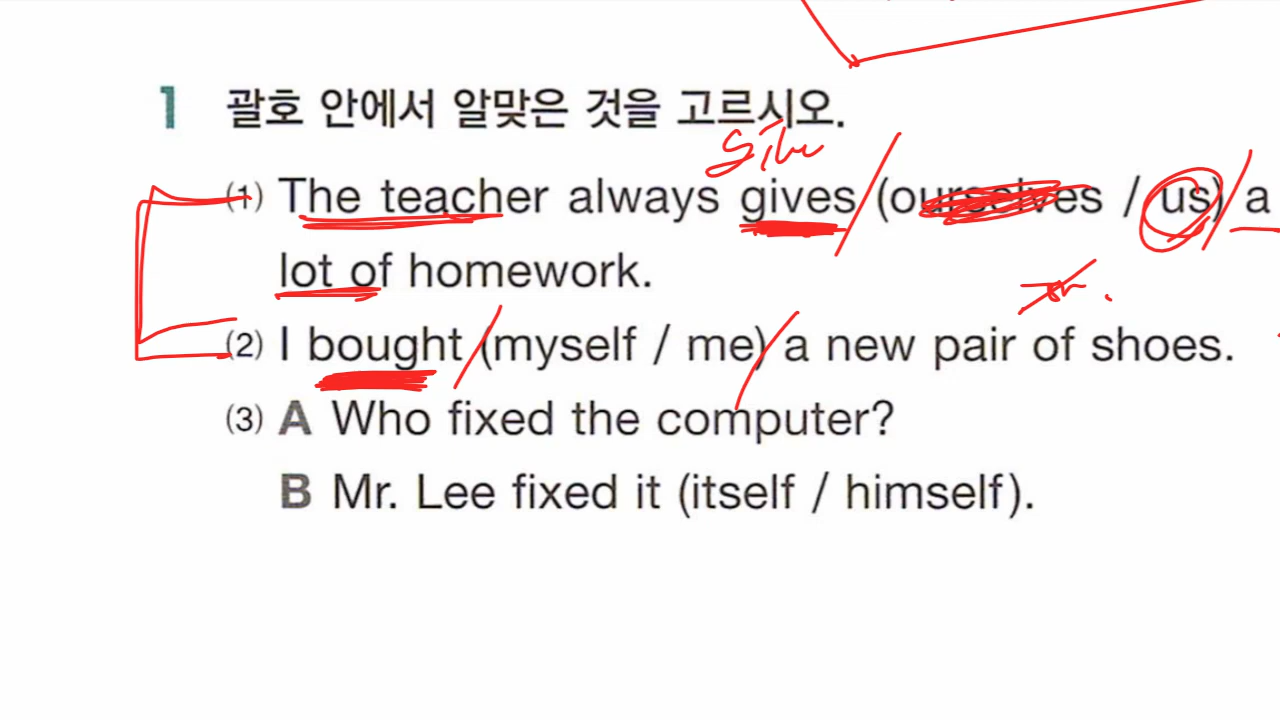 1 괄호 안에서 알맞은 것을 고르시오.
give
(1) The teacher always gives (ourselves / us) a
lot of homework.
(2) I bought (myself / me) a new pair of shoes.
(3) A Who fixed the computer?
B Mr. Lee fixed it (itself / himself).